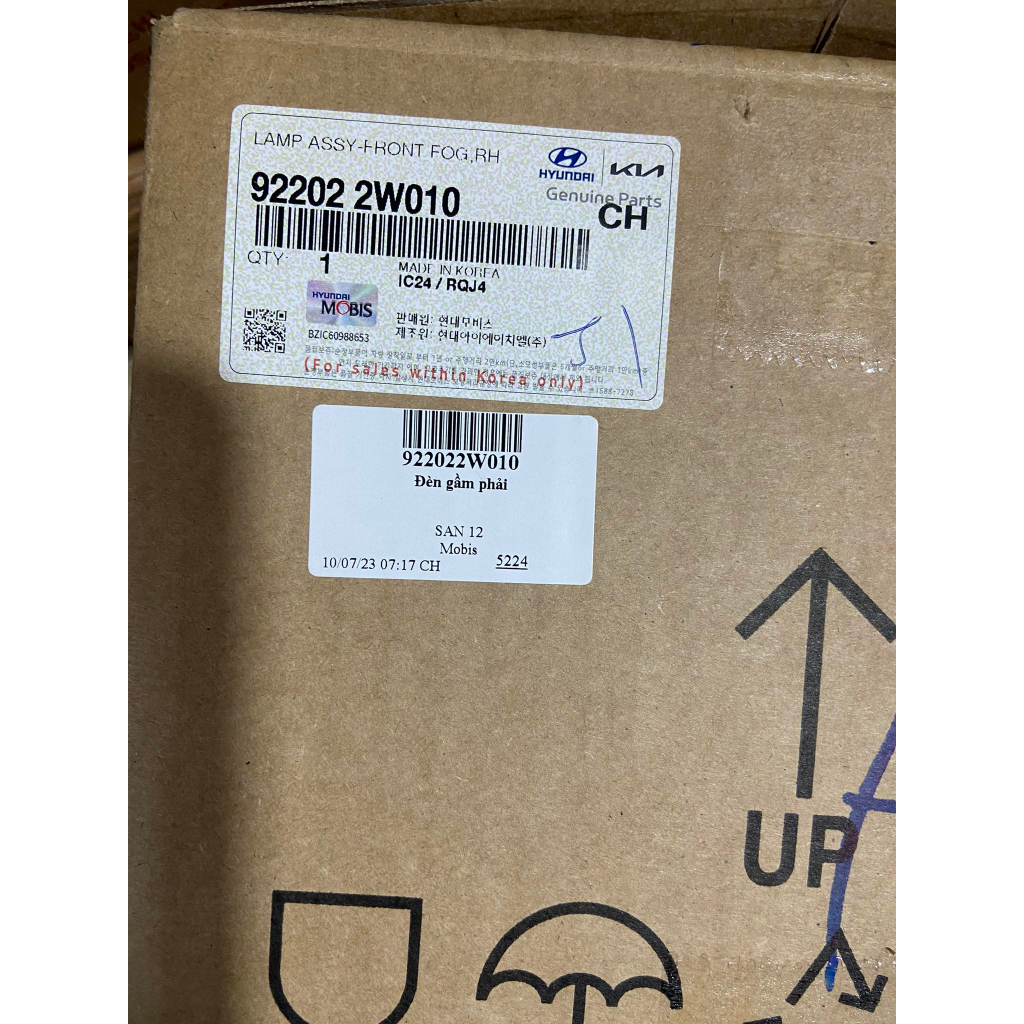 LAMP ASSY-FRONT FOG,RH
HYUNDAI KIA
Genuine Parts
92202 2W010
CH
QTY: 1
MADE IN KOREA
IC24 / RQJ4
HYUNDAI
MOBIS
BZIC60988653
판매원: 현대모비스
제조원: 현대아이에이치엘(주)
(For sales within Korea only)
922022W010
Đèn gầm phải
SAN 12
Mobis
10/07/23 07:17 CH 5224
UP